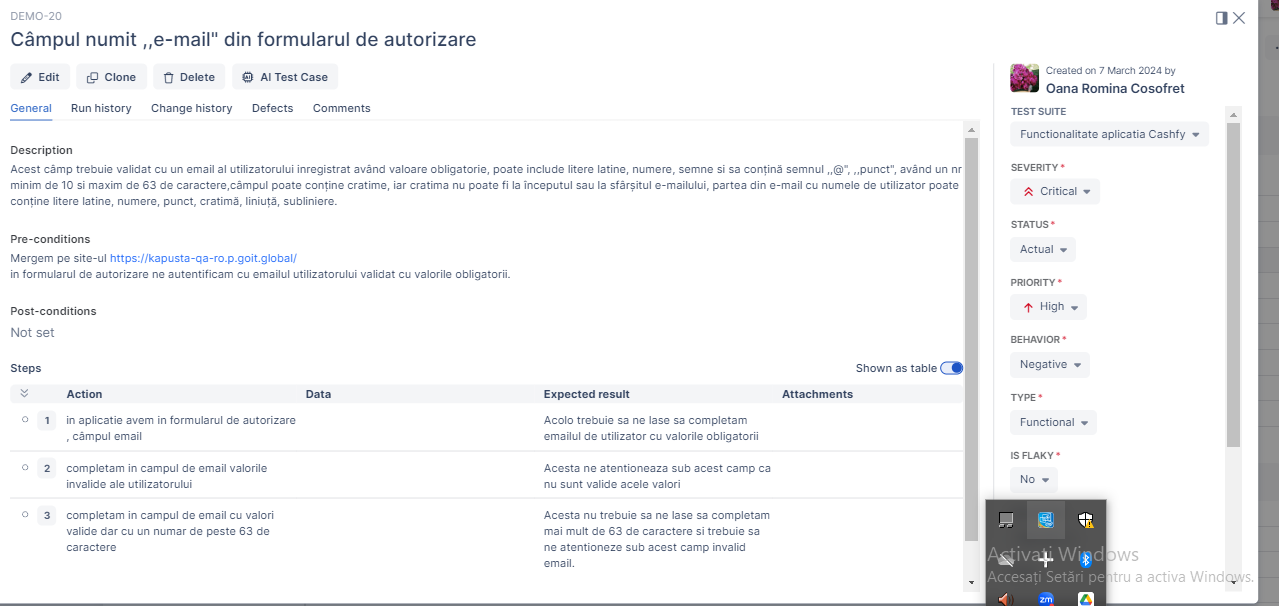 DEMO-20
Câmpul numit ,,e-mail" din formularul de autorizare
Edit
Clone
Delete
AI Test Case
General
Run history
Change history
Defects
Comments
Description
Acest câmp trebuie validat cu un email al utilizatorului inregistrat având valoare obligatorie, poate include litere latine, numere, semne si sa conțină semnul ,,@", ,,punct", având un nr
minim de 10 si maxim de 63 de caractere,câmpul poate conține cratime, iar cratima nu poate fi la începutul sau la sfârșitul e-mailului, partea din e-mail cu numele de utilizator poate
conține litere latine, numere, punct, cratimă, liniuță, subliniere.
Pre-conditions
Mergem pe site-ul https://kapusta-qa-ro.p.goit.global/
in formularul de autorizare ne autentificam cu emailul utilizatorului validat cu valorile obligatorii.
Post-conditions
Not set
Steps
Shown as table
Action
Data
Expected result
Attachments
1
in aplicatie avem in formularul de autorizare
, câmpul email
Acolo trebuie sa ne lase sa completam
emailul de utilizator cu valorile obligatorii
2
completam in campul de email valorile
invalide ale utilizatorului
Acesta ne atentioneaza sub acest camp ca
nu sunt valide acele valori
3
completam in campul de email cu valori
valide dar cu un numar de peste 63 de
caractere
Acesta nu trebuie sa ne lase sa completam
mai mult de 63 de caractere si trebuie sa
ne atentioneze sub acest camp invalid
email.
Created on 7 March 2024 by
Oana Romina Cosofret
TEST SUITE
Functionalitate aplicatia Cashfy
SEVERITY*
Critical
STATUS*
Actual
PRIORITY*
High
BEHAVIOR*
Negative
TYPE*
Functional
IS FLAKY*
No
Activați Windows
Accesați Setări pentru a activa Windows.
zm